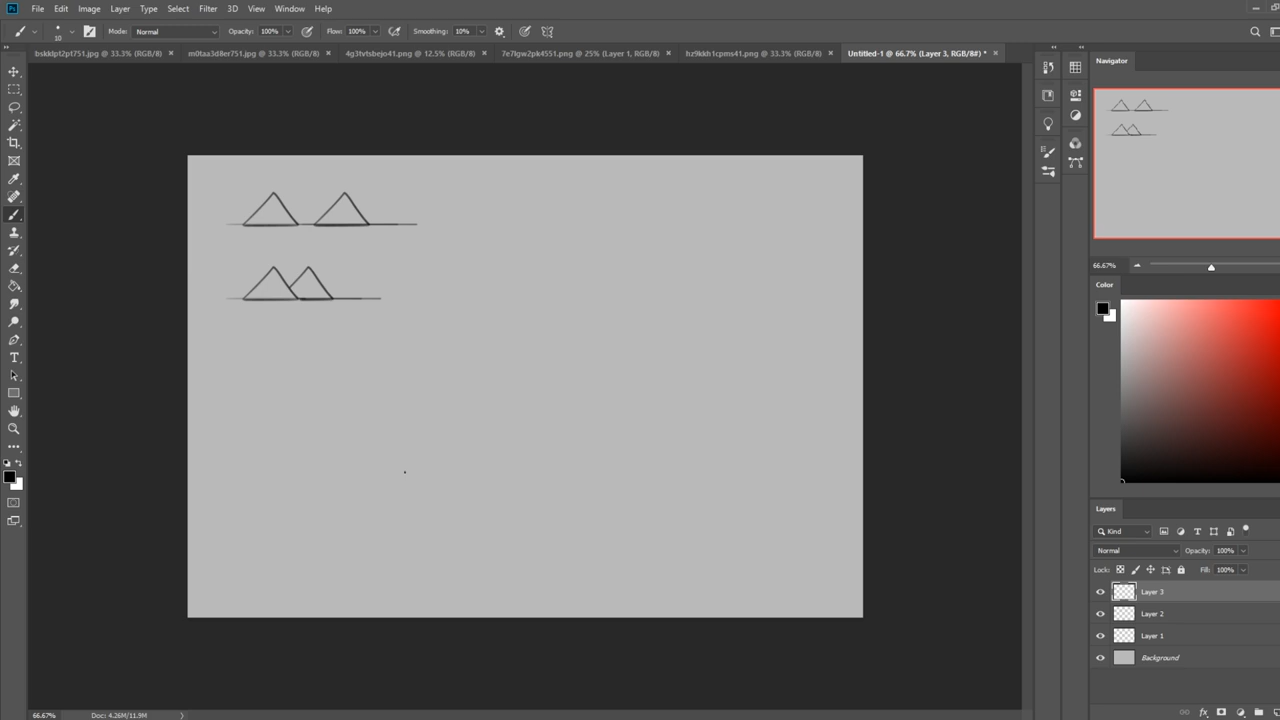 Ps File Edit Image Layer Type Select Filter 3D View Window Help
10 Mode: Normal Opacity: 100% Flow: 100% Smoothing: 10%
bskldpt2pt751.jpg @ 33.3% (RGB/8) × m0taa3d8er751.jpg @ 33.3% (RGB/8) × 4g3tvtsbejo41.png @ 12.5% (RGB/8) × 7e7lgw2pk4551.png @ 25% (Layer 1, RGB/8) × hz9kkh1cpms41.png @ 33.3% (RGB/8) × Untitled-1 @ 66.7% (Layer 3, RGB/8#) * ×
Navigator
66.67%
Color
Layers
Kind
Normal Opacity: 100%
Lock: Fill: 100%
Layer 3
Layer 2
Layer 1
Background
fx
66.67% Doc: 4.26M/11.9M